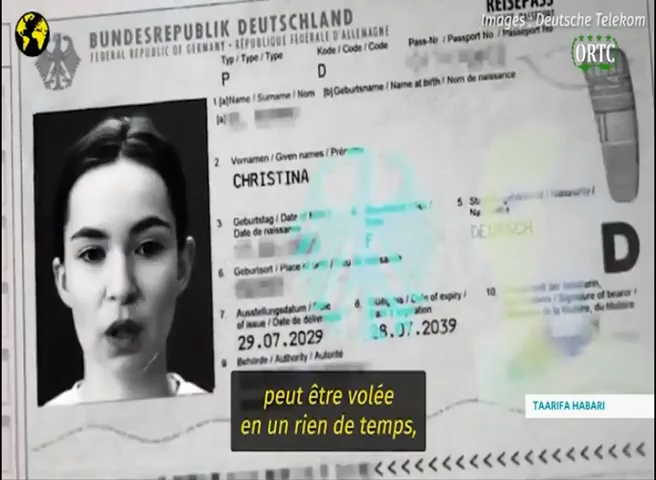 REISEPASS
Images : Deutsche Telekom
ORTC
BUNDESREPUBLIK DEUTSCHLAND
FEDERAL REPUBLIC OF GERMANY · RÉPUBLIQUE FÉDÉRALE D'ALLEMAGNE
Typ / Type / Type
Kode / Code / Code
Pass-Nr. / Passport No. / Passeport No
P
D
1 [a]Name / Surname / Nom [b]Geburtsname / Name at birth / Nom de naissance
[a]
2 Vornamen / Given names /
CHRISTINA
3 Geburtstag / Date
Date de naissance
F
5
Nationality /
DEUTSCH
D
6 Geburtsort / Place
7 Ausstellungsdatum /
of issue / Date de
29.07.2029
8. / Date of expiry /
28.07.2039
10.
/ Signature of bearer /
9 Behörde / Authority / Autorité
peut être volée
en un rien de temps,
TAARIFA HABARI
<<<<<<<<<<<<<<<<<<